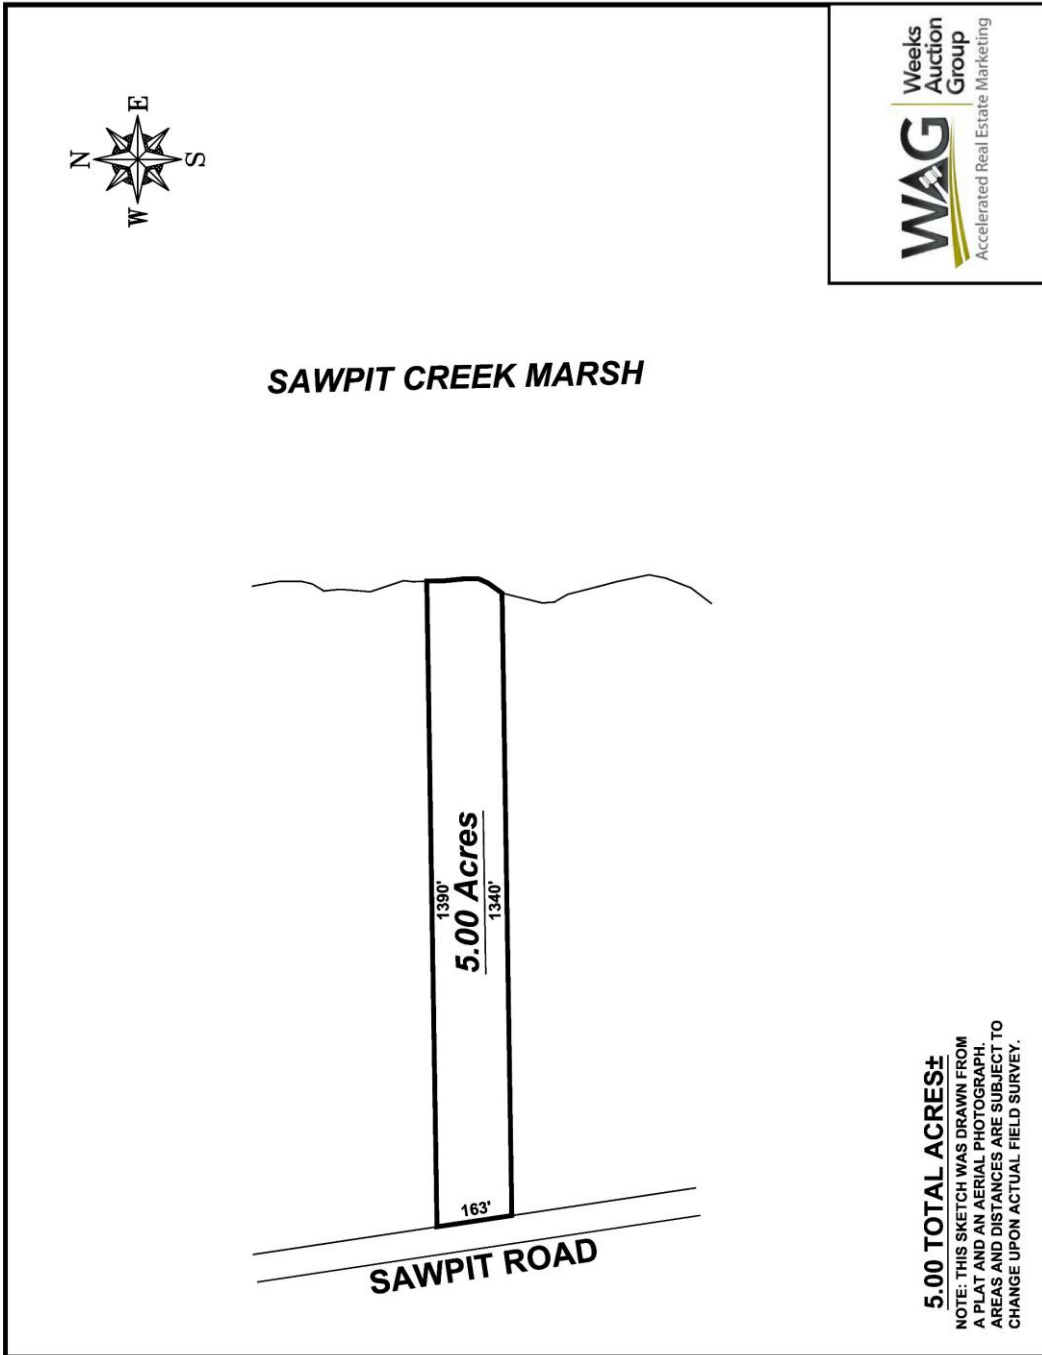 N
E
W
S
Weeks
Auction
Group
WAG
Accelerated Real Estate Marketing
SAWPIT CREEK MARSH
1390'
5.00 Acres
1340'
163'
SAWPIT ROAD
5.00 TOTAL ACRES±
NOTE: THIS SKETCH WAS DRAWN FROM
A PLAT AND AN AERIAL PHOTOGRAPH.
AREAS AND DISTANCES ARE SUBJECT TO
CHANGE UPON ACTUAL FIELD SURVEY.